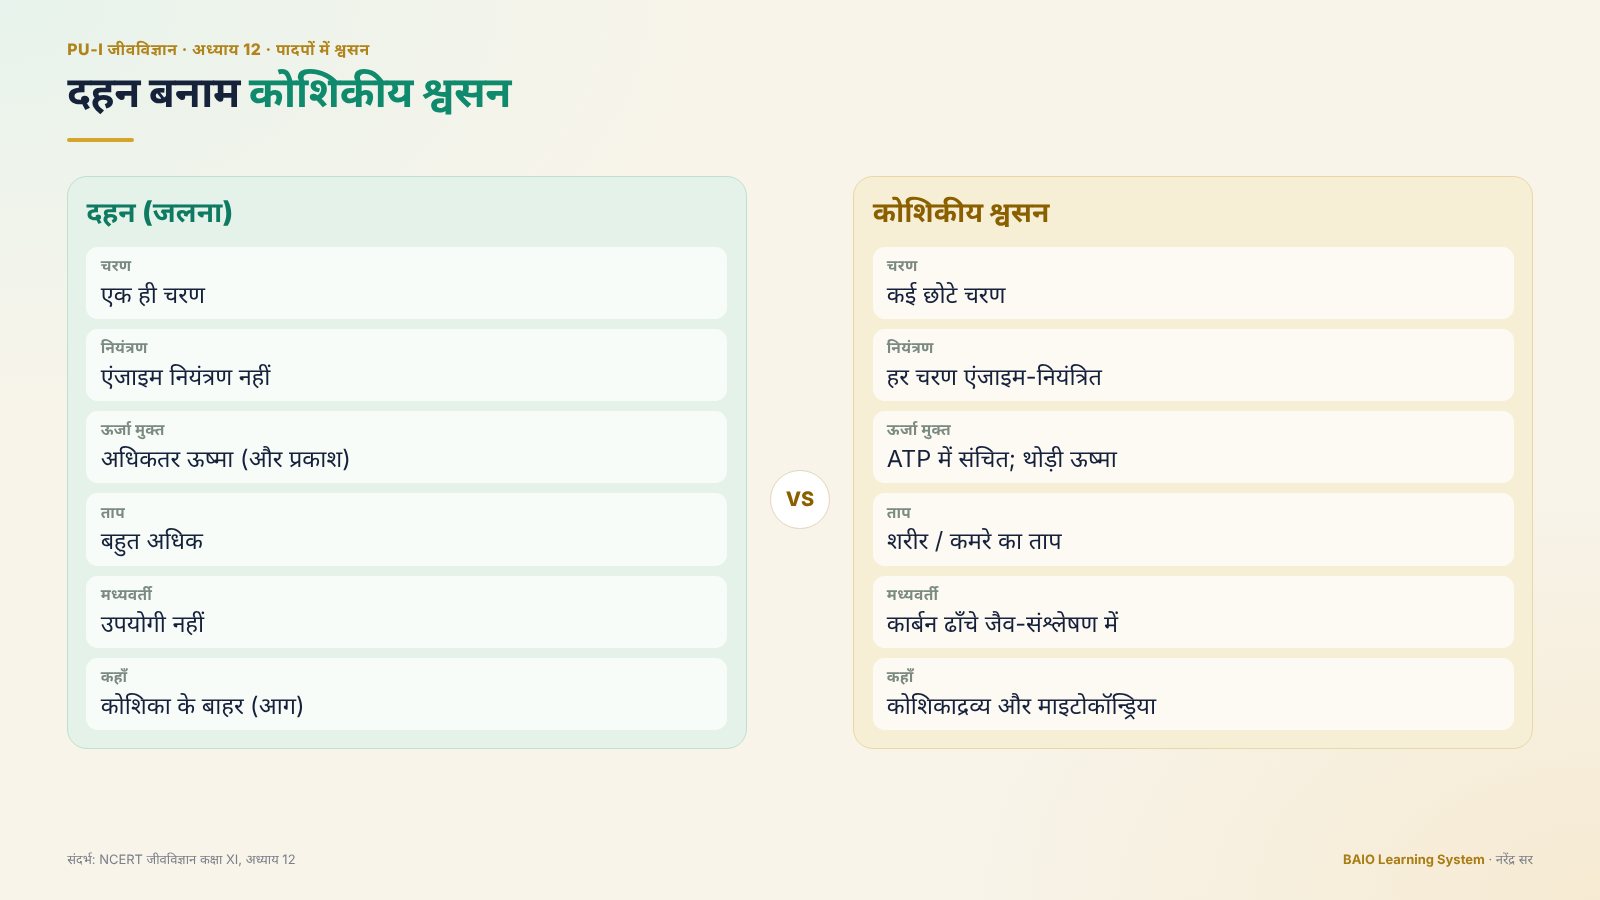 PU-I जीवविज्ञान · अध्याय 12 · पादपों में श्वसन
दहन बनाम कोशिकीय श्वसन
दहन (जलना)
चरण
एक ही चरण
नियंत्रण
एंजाइम नियंत्रण नहीं
ऊर्जा मुक्त
अधिकतर ऊष्मा (और प्रकाश)
ताप
बहुत अधिक
मध्यवर्ती
उपयोगी नहीं
कहाँ
कोशिका के बाहर (आग)
VS
कोशिकीय श्वसन
चरण
कई छोटे चरण
नियंत्रण
हर चरण एंजाइम-नियंत्रित
ऊर्जा मुक्त
ATP में संचित; थोड़ी ऊष्मा
ताप
शरीर / कमरे का ताप
मध्यवर्ती
कार्बन ढाँचे जैव-संश्लेषण में
कहाँ
कोशिकाद्रव्य और माइटोकॉन्ड्रिया
संदर्भ: NCERT जीवविज्ञान कक्षा XI, अध्याय 12
BAIO Learning System · नरेंद्र सर